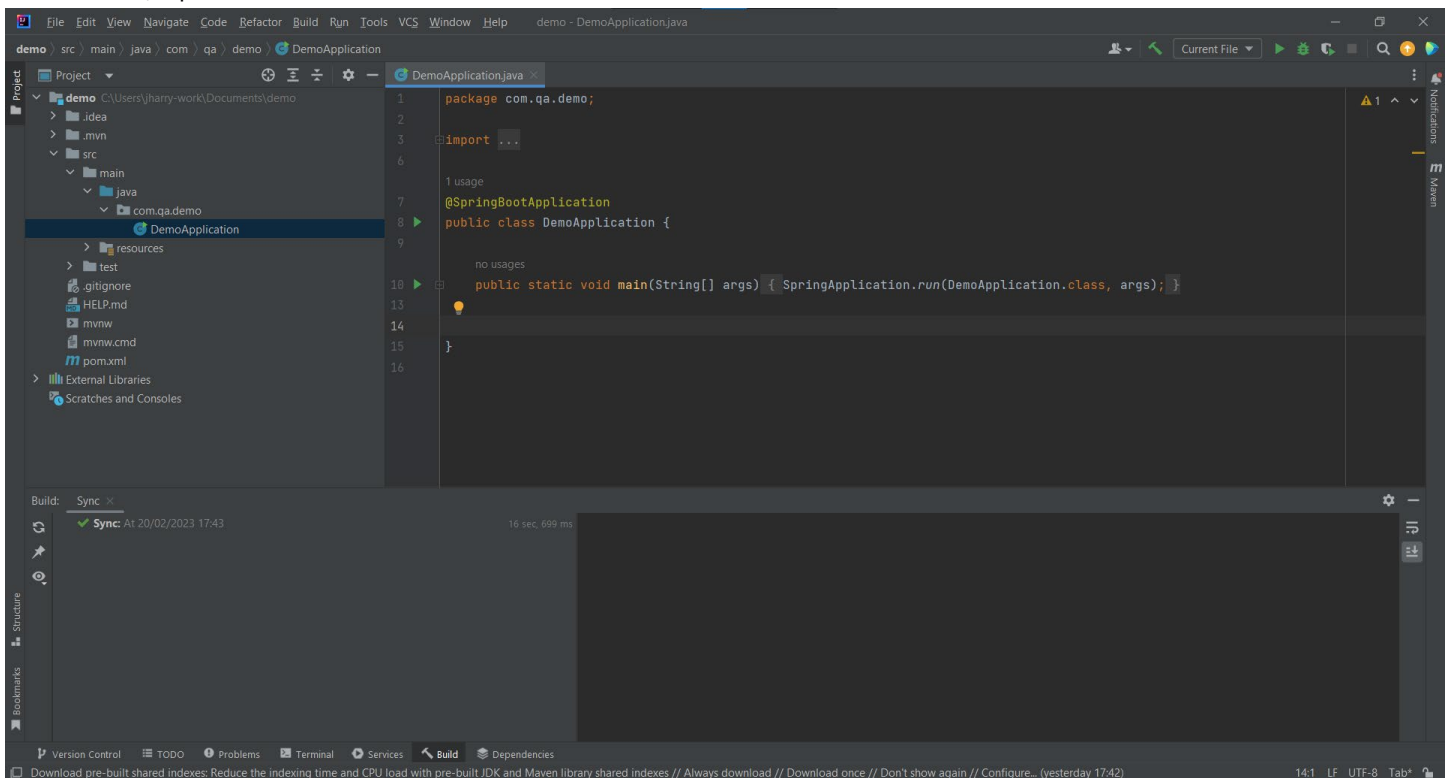 File Edit View Navigate Code Refactor Build Run Tools VCS Window Help demo - DemoApplication.java
demo src main java com qa demo DemoApplication
Current File
Project
Project
DemoApplication.java
demo C:\Users\jharry-work\Documents\demo
.idea
.mvn
src
main
java
com.qa.demo
DemoApplication
resources
test
.gitignore
HELP.md
mvnw
mvnw.cmd
pom.xml
External Libraries
Scratches and Consoles
1 package com.qa.demo;
2
3 import ...
6
1 usage
7 @SpringBootApplication
8 public class DemoApplication {
9
no usages
10 public static void main(String[] args) { SpringApplication.run(DemoApplication.class, args); }
13
14
15 }
16
1
Notifications
m Maven
Build: Sync
Sync: At 20/02/2023 17:43 16 sec, 699 ms
Structure
Bookmarks
Version Control TODO Problems Terminal Services Build Dependencies
Download pre-built shared indexes: Reduce the indexing time and CPU load with pre-built JDK and Maven library shared indexes // Always download // Download once // Don't show again // Configure... (yesterday 17:42) 14:1 LF UTF-8 Tab*